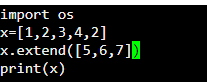 import os
x=[1,2,3,4,2]
x.extend([5,6,7])
print(x)